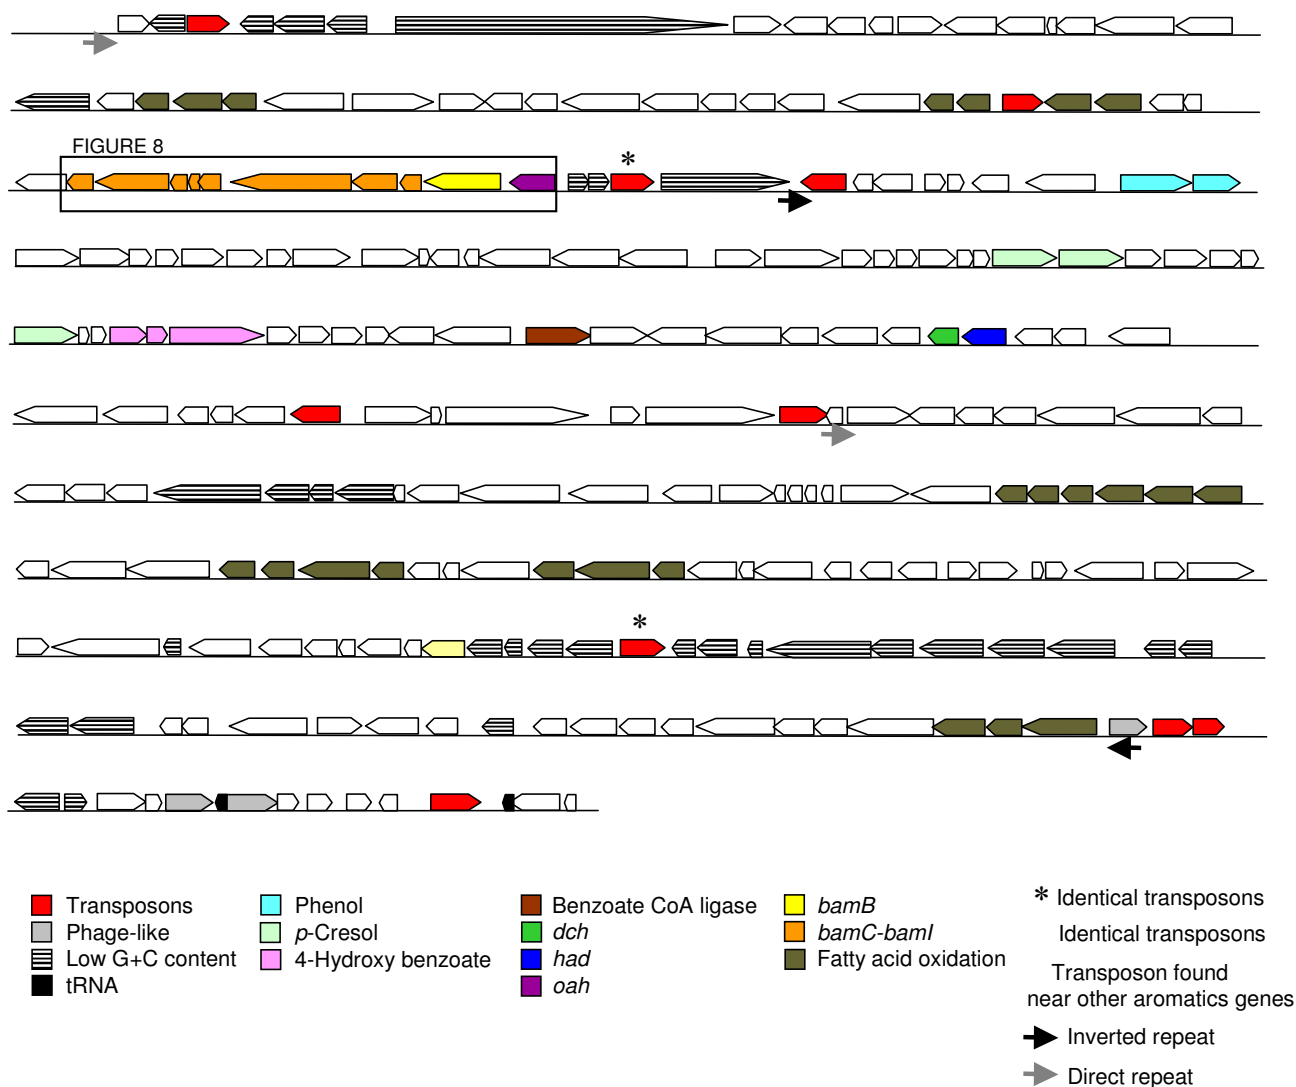 FIGURE 8
*
*
Transposons
Phage-like
Low G+C content
tRNA
Phenol
p-Cresol
4-Hydroxy benzoate
Benzoate CoA ligase
dch
had
oah
bamB
bamC-bamI
Fatty acid oxidation
* Identical transposons
Identical transposons
Transposon found
near other aromatics genes
Inverted repeat
Direct repeat